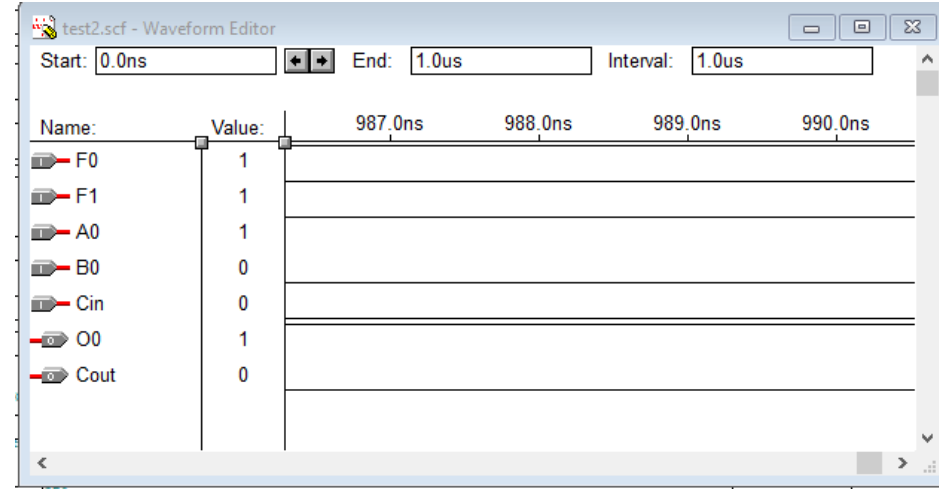 test2.scf - Waveform Editor
Start: 0.0ns End: 1.0us Interval: 1.0us
Name: Value: 987.0ns 988.0ns 989.0ns 990.0ns
F0 1
F1 1
A0 1
B0 0
Cin 0
O0 1
Cout 0